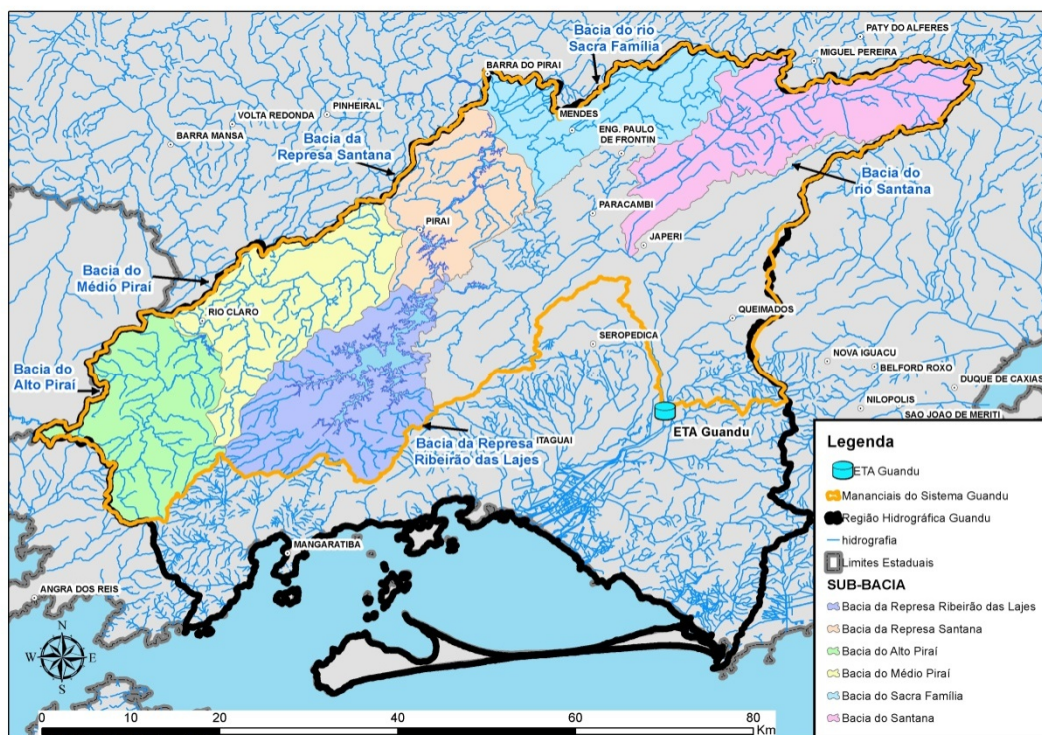 PATY DO ALFERES
Bacia do rio
Sacra Família
MIGUEL PEREIRA
BARRA DO PIRAI
MENDES
PINHEIRAL
VOLTA REDONDA
BARRA MANSA
Bacia da
Represa Santana
ENG. PAULO
DE FRONTIN
Bacia do
rio Santana
PARACAMBI
PIRAI
JAPERI
Bacia do
Médio Piraí
RIO CLARO
QUEIMADOS
SEROPEDICA
NOVA IGUACU
BELFORD ROXO
DUQUE DE CAXIAS
NILOPOLIS
SAO JOAO DE MERITI
Bacia do
Alto Piraí
ETA Guandu
Bacia da Represa
Ribeirão das Lajes
ITAGUAI
MANGARATIBA
ANGRA DOS REIS
Legenda
ETA Guandu
Mananciais do Sistema Guandu
Região Hidrográfica Guandu
hidrografia
Limites Estaduais
SUB-BACIA
Bacia da Represa Ribeirão das Lajes
Bacia da Represa Santana
Bacia do Alto Piraí
Bacia do Médio Piraí
Bacia do Sacra Família
Bacia do Santana
N
W E
S
0 10 20 40 60 80
Km